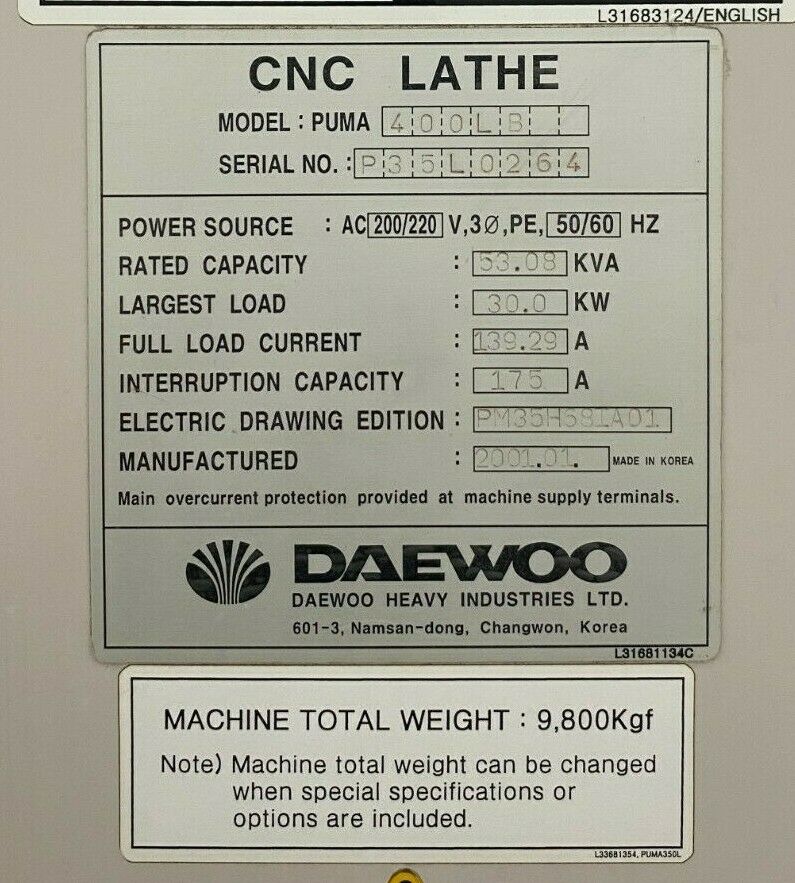 L31683124/ENGLISH
CNC LATHE
MODEL : PUMA 400LB
SERIAL NO. : P35L0264
POWER SOURCE : AC 200/220 V,3Ø,PE, 50/60 HZ
RATED CAPACITY : 53.08 KVA
LARGEST LOAD : 30.0 KW
FULL LOAD CURRENT : 139.29 A
INTERRUPTION CAPACITY : 175 A
ELECTRIC DRAWING EDITION : PM35H58IA01
MANUFACTURED : 2001.01. MADE IN KOREA
Main overcurrent protection provided at machine supply terminals.
DAEWOO
DAEWOO HEAVY INDUSTRIES LTD.
601-3, Namsan-dong, Changwon, Korea
L31681134C
MACHINE TOTAL WEIGHT : 9,800Kgf
Note) Machine total weight can be changed
when special specifications or
options are included.
L33681354, PUMA350L